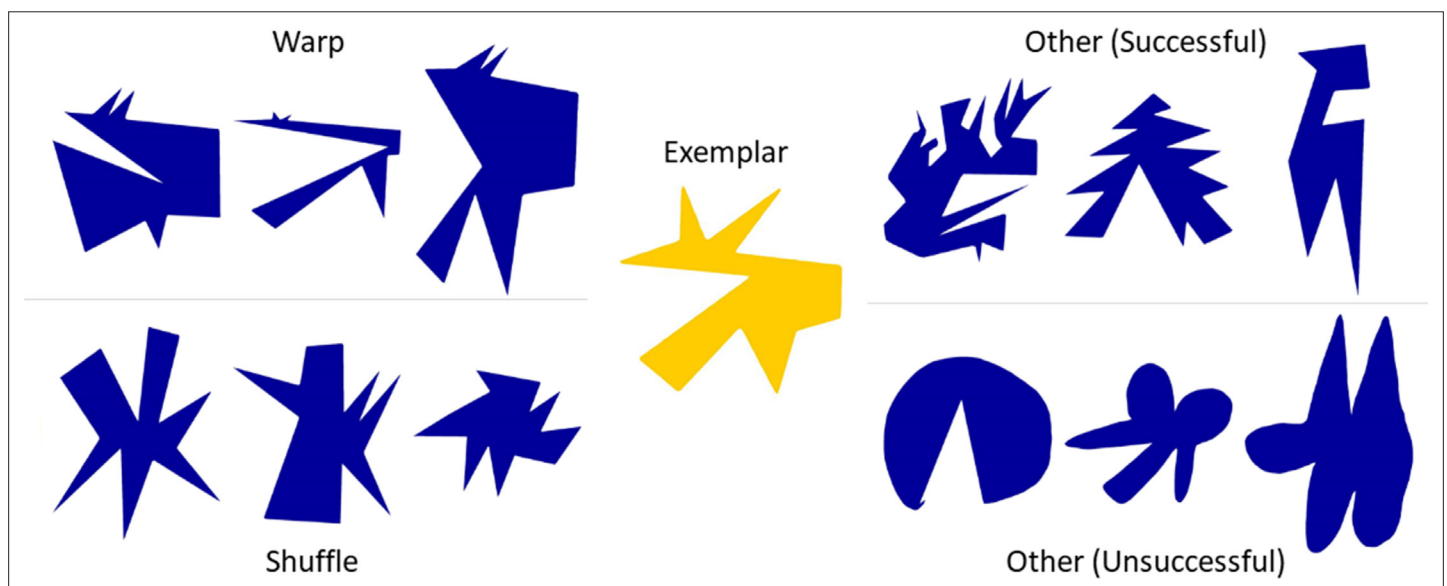 Warp
Other (Successful)
Exemplar
Shuffle
Other (Unsuccessful)